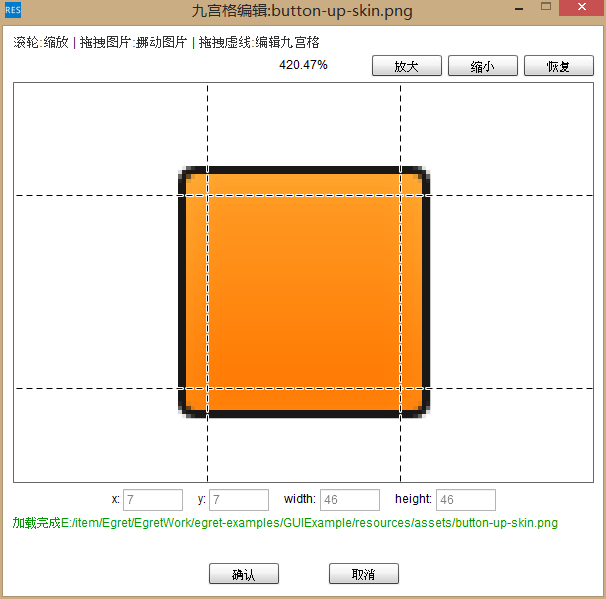 RES 九宫格编辑:button-up-skin.png
滚轮:缩放 | 拖拽图片:挪动图片 | 拖拽虚线:编辑九宫格
420.47% 放大 缩小 恢复
x: 7 y: 7 width: 46 height: 46
加载完成E:/item/Egret/EgretWork/egret-examples/GUIExample/resources/assets/button-up-skin.png
确认 取消